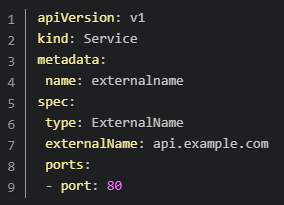 1 apiVersion: v1
2 kind: Service
3 metadata:
4  name: externalname
5 spec:
6  type: ExternalName
7  externalName: api.example.com
8  ports:
9  - port: 80